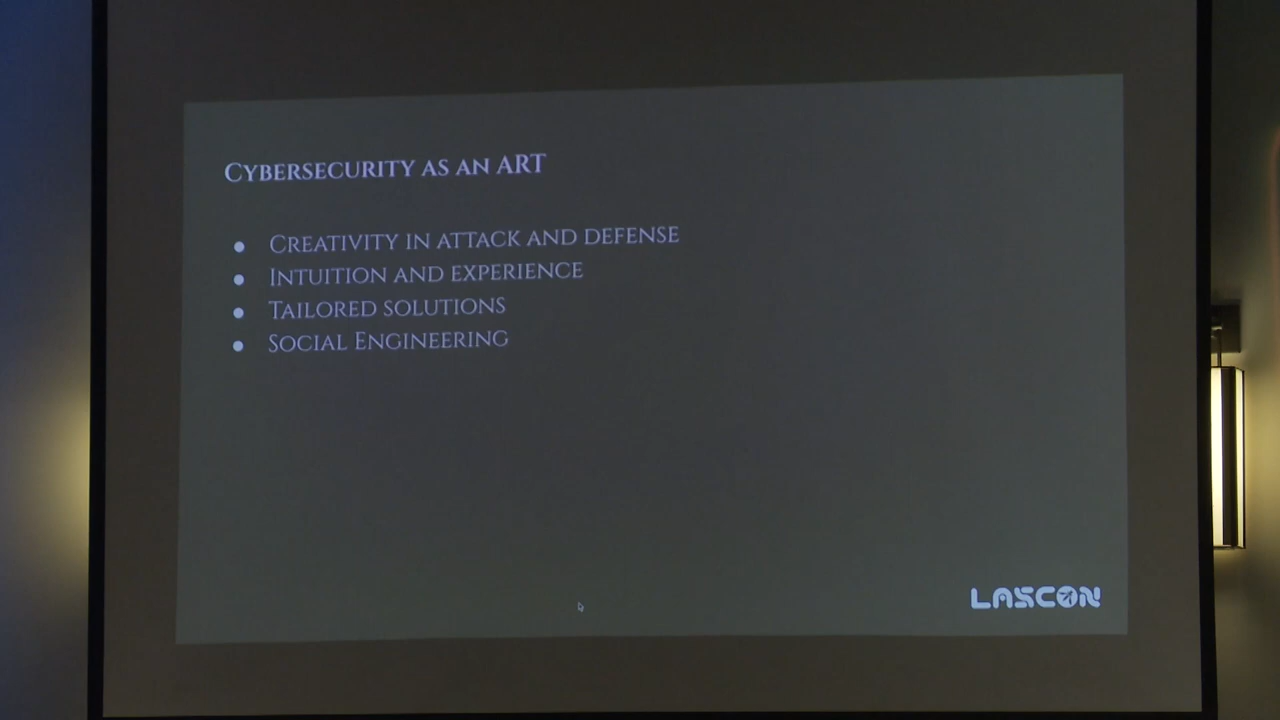 Cybersecurity as an ART
● Creativity in attack and defense
● Intuition and experience
● Tailored solutions
● Social Engineering
LASCON